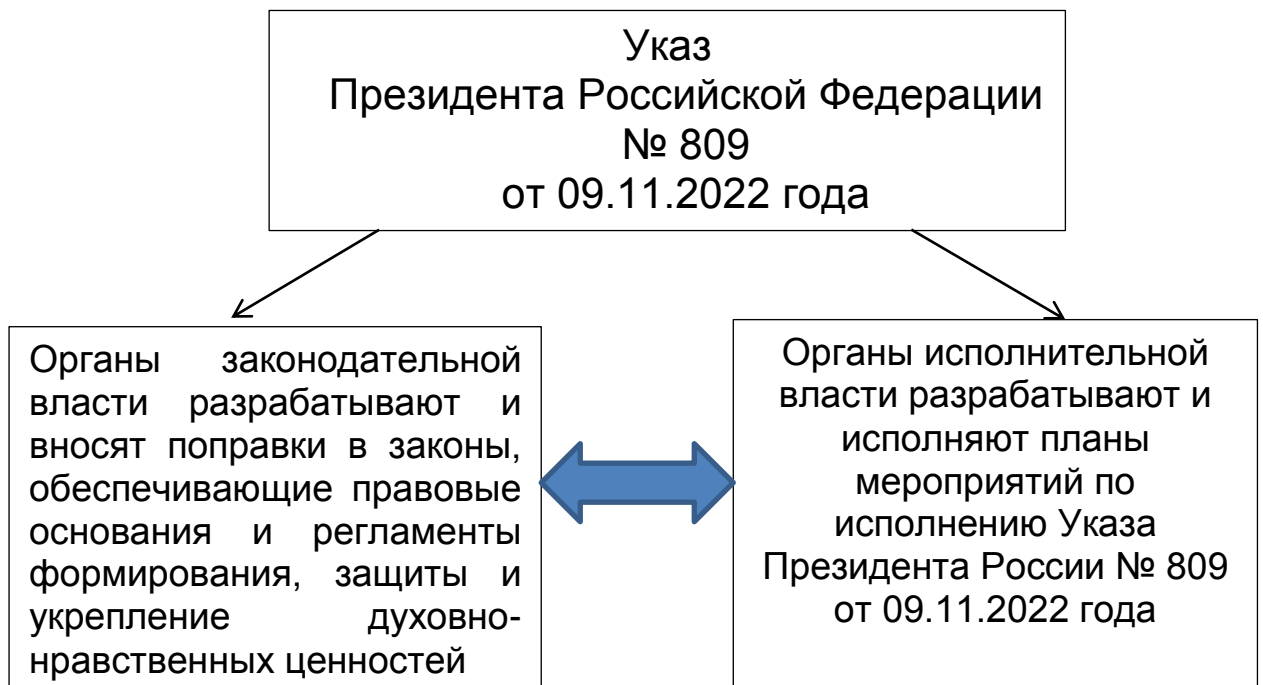 Указ
Президента Российской Федерации
№ 809
от 09.11.2022 года
Органы законодательной
власти разрабатывают и
вносят поправки в законы,
обеспечивающие правовые
основания и регламенты
формирования, защиты и
укрепление духовно-
нравственных ценностей
Органы исполнительной
власти разрабатывают и
исполняют планы
мероприятий по
исполнению Указа
Президента России № 809
от 09.11.2022 года